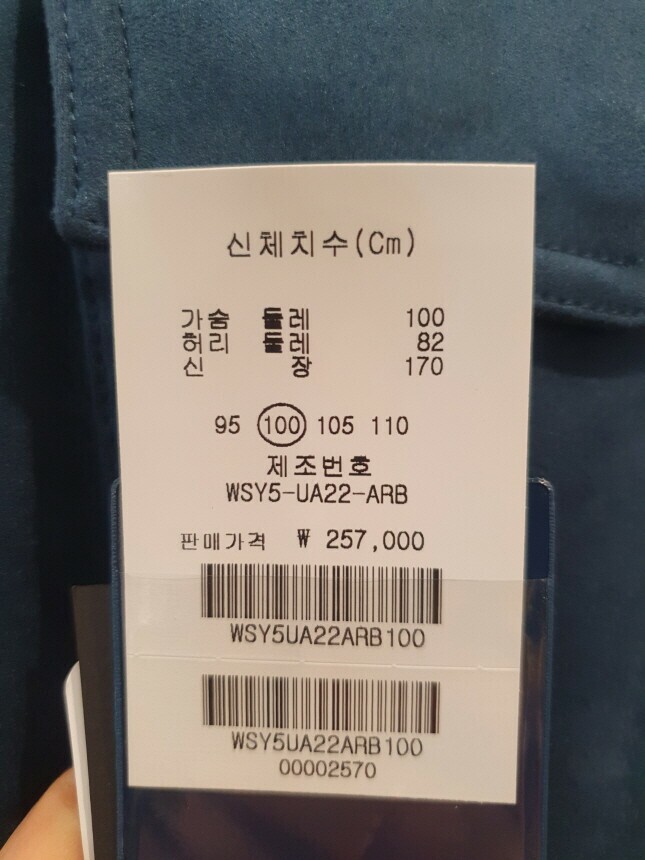 신체치수(Cm)
가슴 둘레 100
허리 둘레 82
신 장 170
95 100 105 110
제조번호
WSY5-UA22-ARB
판매가격 ₩ 257,000
WSY5UA22ARB100
WSY5UA22ARB100
00002570